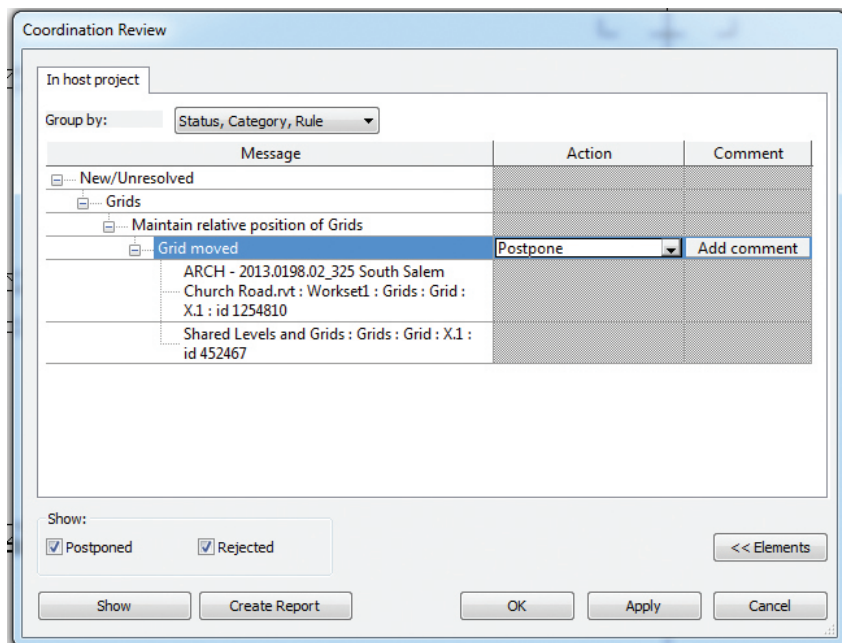 Coordination Review
In host project
Group by: Status, Category, Rule
Message Action Comment
New/Unresolved
Grids
Maintain relative position of Grids
Grid moved Postpone Add comment
ARCH - 2013.0198.02_325 South Salem
Church Road.rvt : Workset1 : Grids : Grid :
X.1 : id 1254810
Shared Levels and Grids : Grids : Grid : X.1 :
id 452467
Show:
Postponed Rejected << Elements
Show Create Report OK Apply Cancel